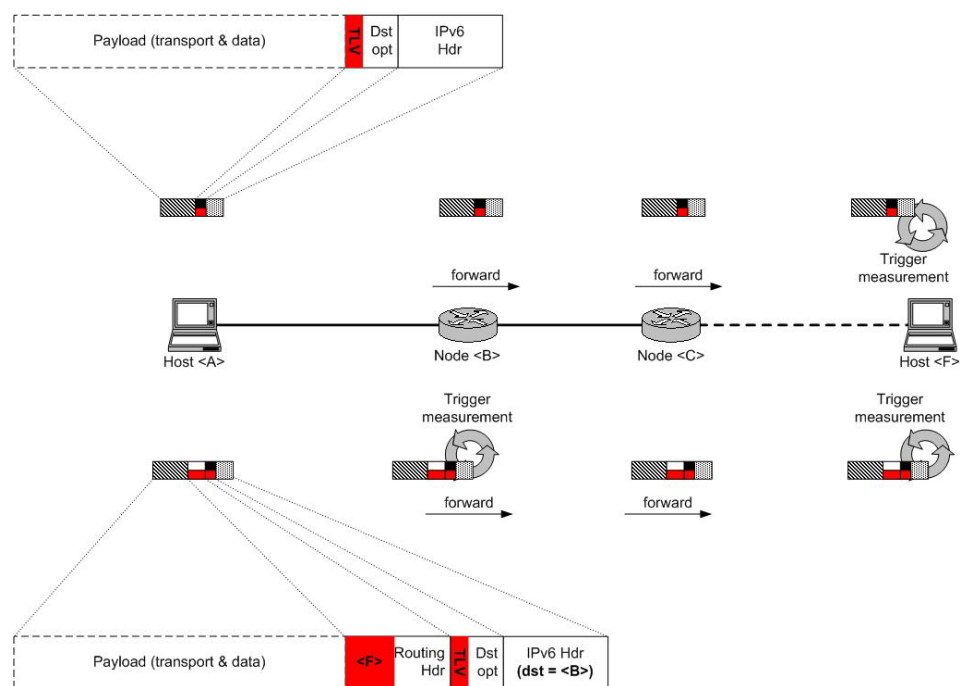 Payload (transport & data)
TLV
Dst
opt
IPv6
Hdr
Trigger
measurement
forward
forward
Host <A>
Node <B>
Node <C>
Host <F>
Trigger
measurement
Trigger
measurement
forward
forward
Payload (transport & data)
<F>
Routing
Hdr
TLV
Dst
opt
IPv6 Hdr
(dst = <B>)